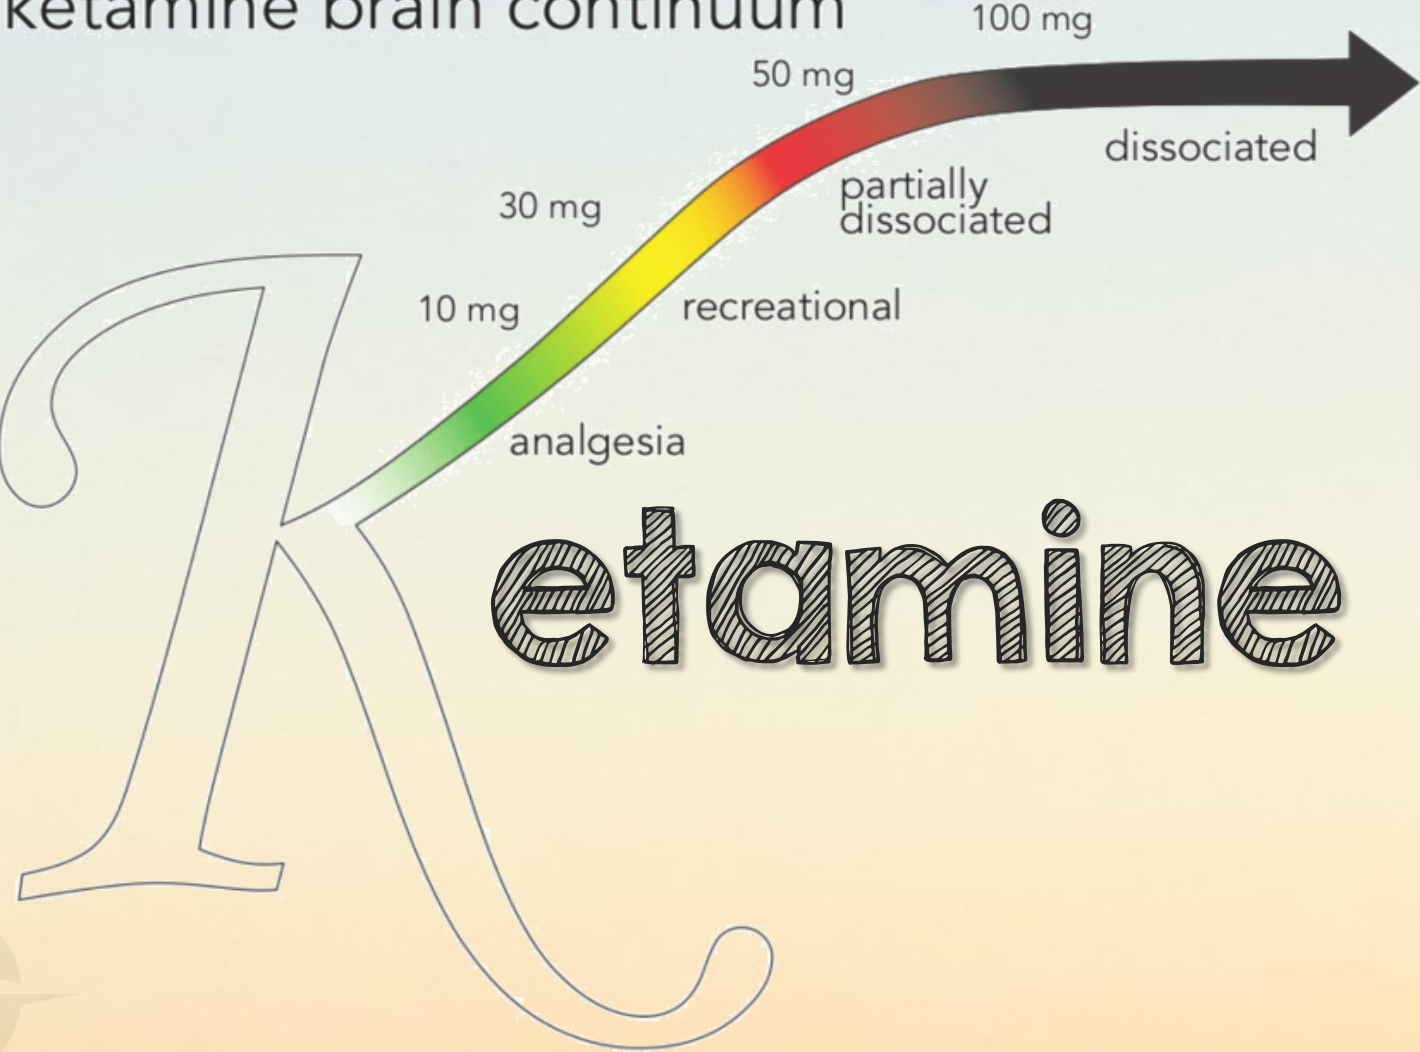 ketamine brain continuum
100 mg
50 mg
dissociated
partially
dissociated
30 mg
recreational
10 mg
analgesia
Ketamine